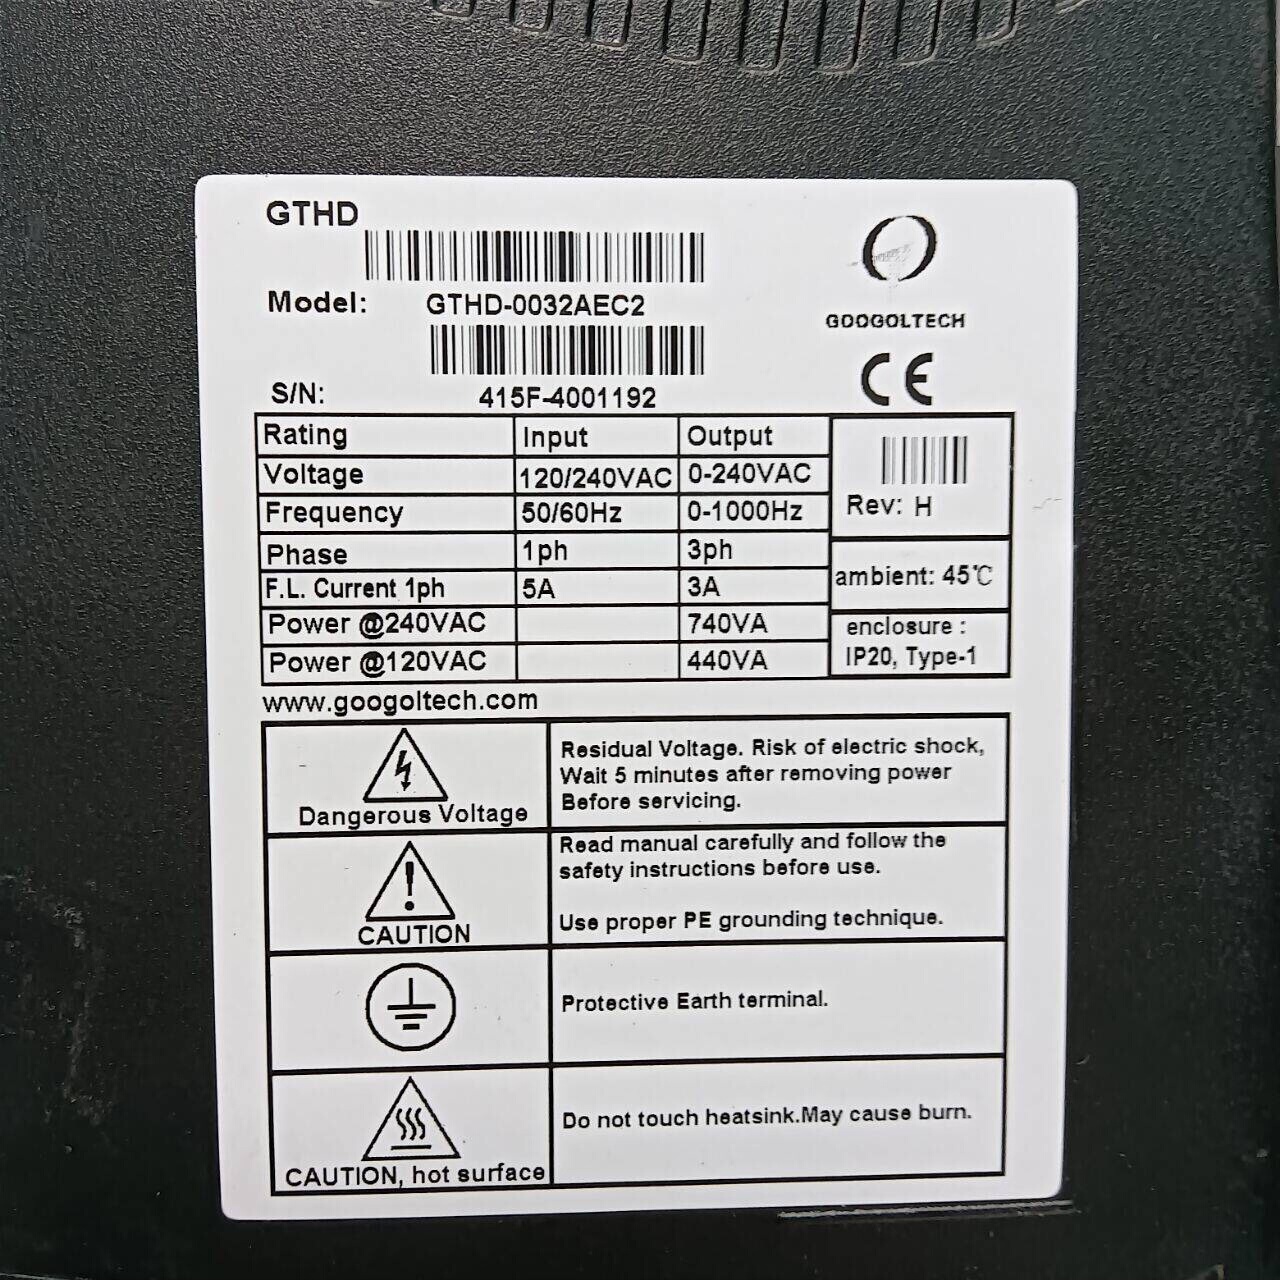 GTHD
Model: GTHD-0032AEC2
GOOGOLTECH
CE
S/N: 415F-4001192
Rating Input Output
Voltage 120/240VAC 0-240VAC
Frequency 50/60Hz 0-1000Hz
Phase 1ph 3ph
F.L. Current 1ph 5A 3A
Power @240VAC 740VA
Power @120VAC 440VA
Rev: H
ambient: 45℃
enclosure :
IP20, Type-1
www.googoltech.com
Dangerous Voltage
Residual Voltage. Risk of electric shock,
Wait 5 minutes after removing power
Before servicing.
CAUTION
Read manual carefully and follow the
safety instructions before use.
Use proper PE grounding technique.
Protective Earth terminal.
CAUTION, hot surface
Do not touch heatsink.May cause burn.